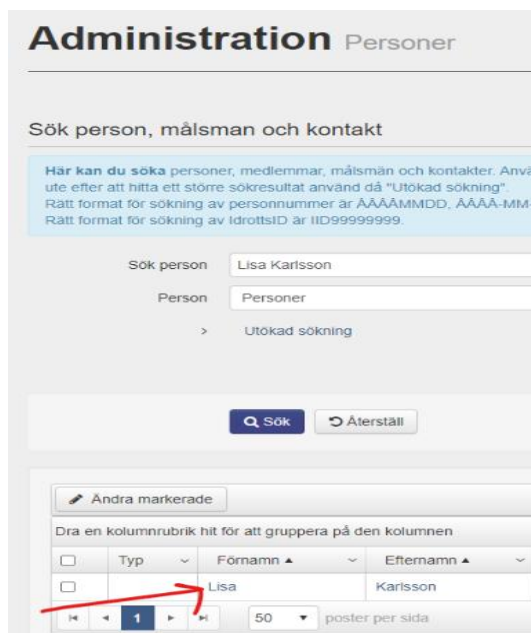 Administration Personer
Sök person, målsman och kontakt
Här kan du söka personer, medlemmar, målsmän och kontakter. Anvä
ute efter att hitta ett större sökresultat använd då "Utökad sökning".
Rätt format för sökning av personnummer är ÅÅÅÅMMDD, ÅÅÅÅ-MM-
Rätt format för sökning av IdrottsID är IID99999999.
Sök person Lisa Karlsson
Person Personer
> Utökad sökning
Sök Återställ
Ändra markerade
Dra en kolumnrubrik hit för att gruppera på den kolumnen
Typ Förnamn Efternamn
Lisa Karlsson
1 50 poster per sida